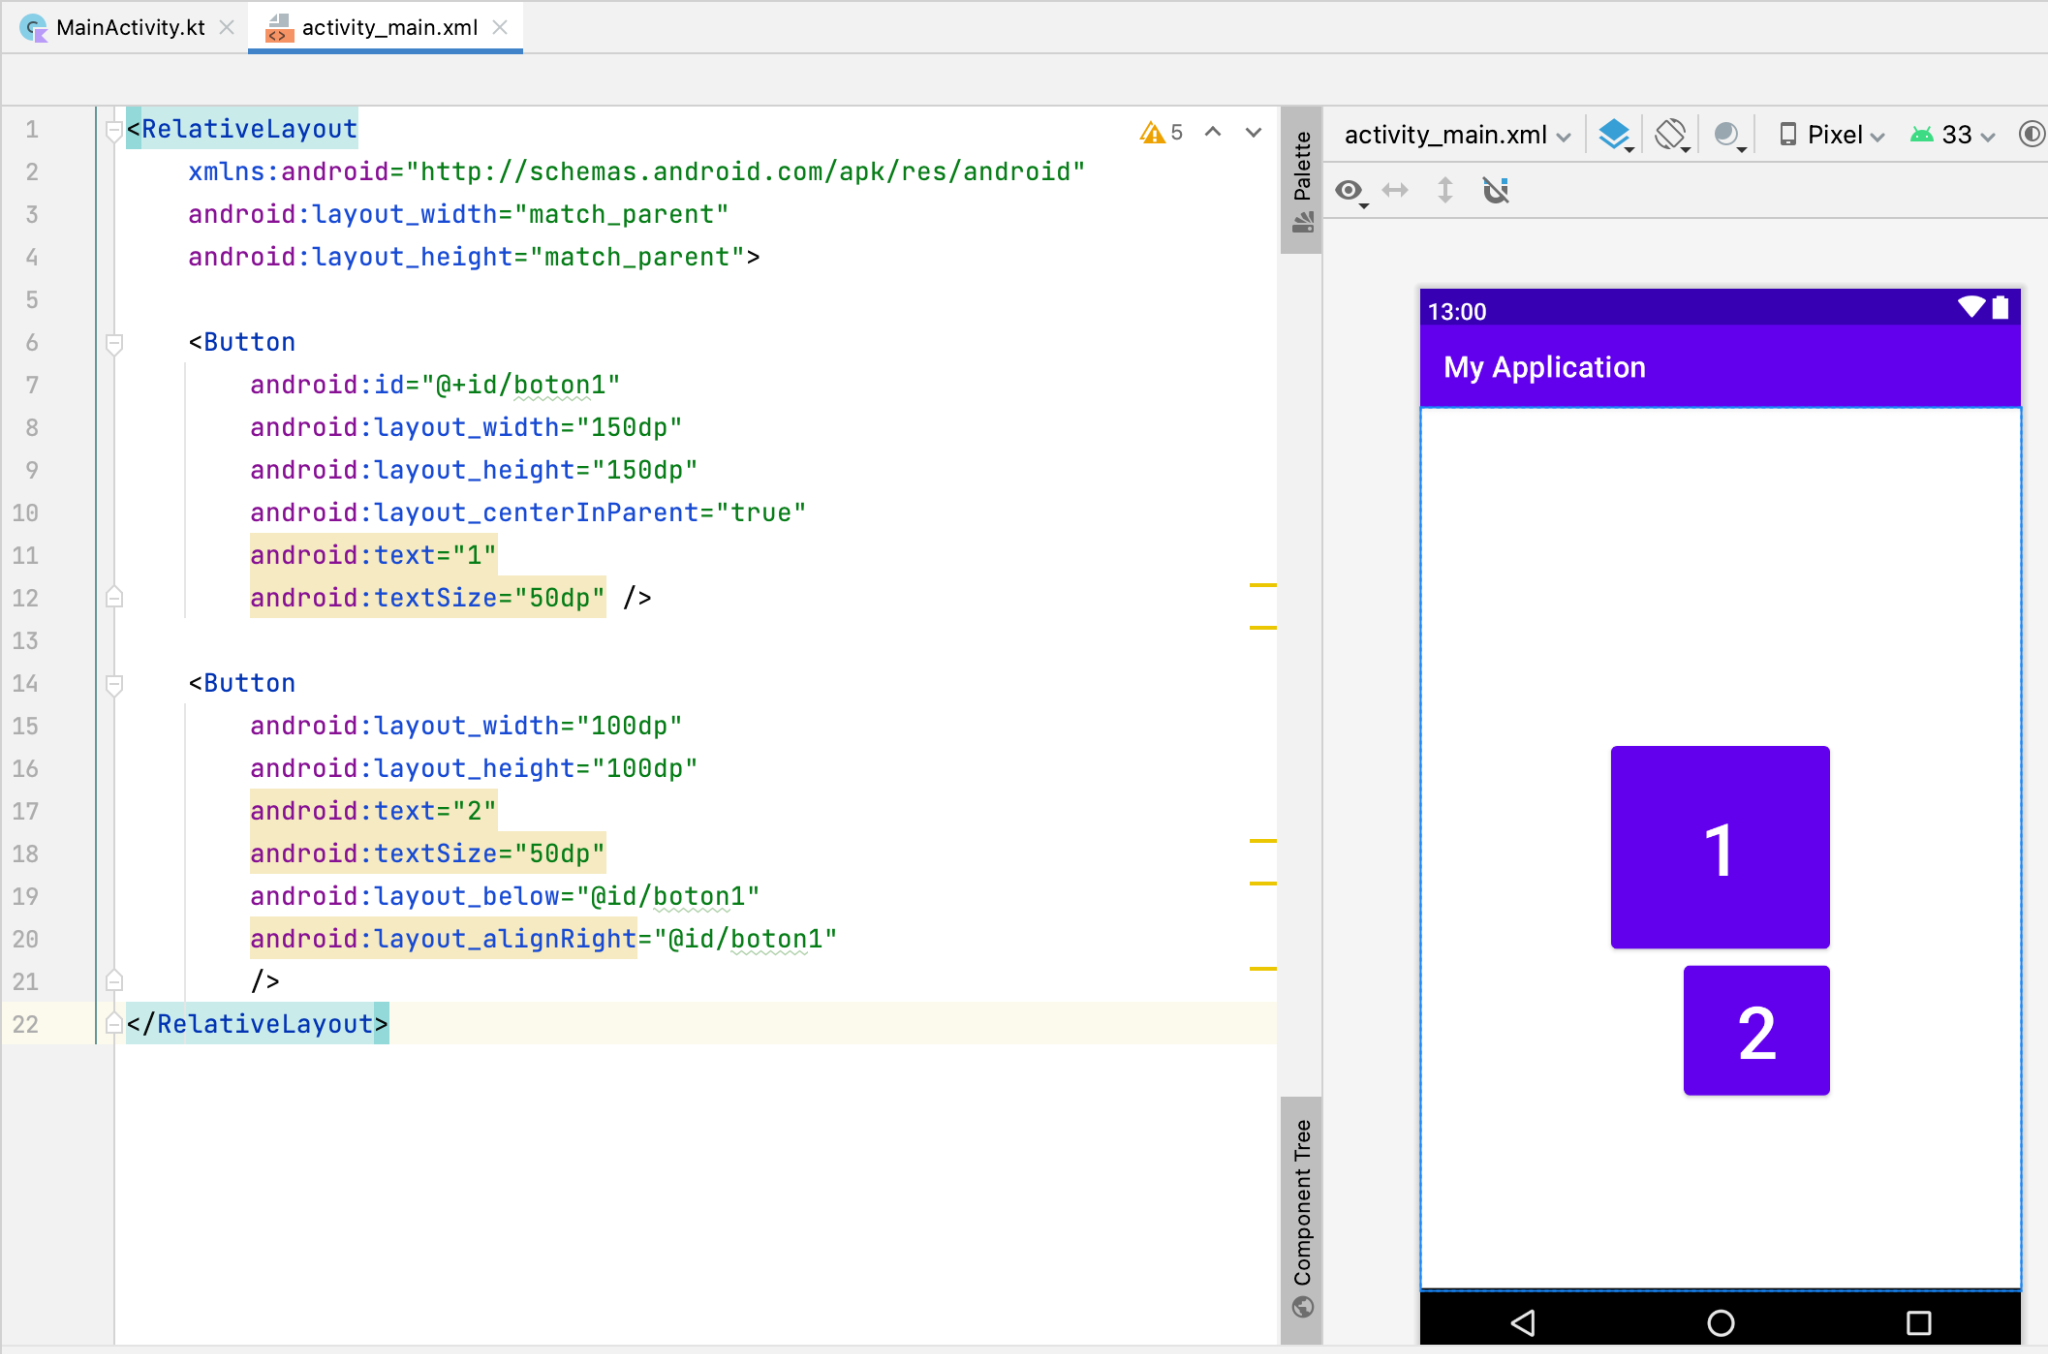 MainActivity.kt
activity_main.xml
1 <RelativeLayout
2 xmlns:android="http://schemas.android.com/apk/res/android"
3 android:layout_width="match_parent"
4 android:layout_height="match_parent">
5
6 <Button
7 android:id="@+id/boton1"
8 android:layout_width="150dp"
9 android:layout_height="150dp"
10 android:layout_centerInParent="true"
11 android:text="1"
12 android:textSize="50dp" />
13
14 <Button
15 android:layout_width="100dp"
16 android:layout_height="100dp"
17 android:text="2"
18 android:textSize="50dp"
19 android:layout_below="@id/boton1"
20 android:layout_alignRight="@id/boton1"
21 />
22 </RelativeLayout>
5
Palette
Component Tree
activity_main.xml
Pixel
33
13:00
My Application
1
2